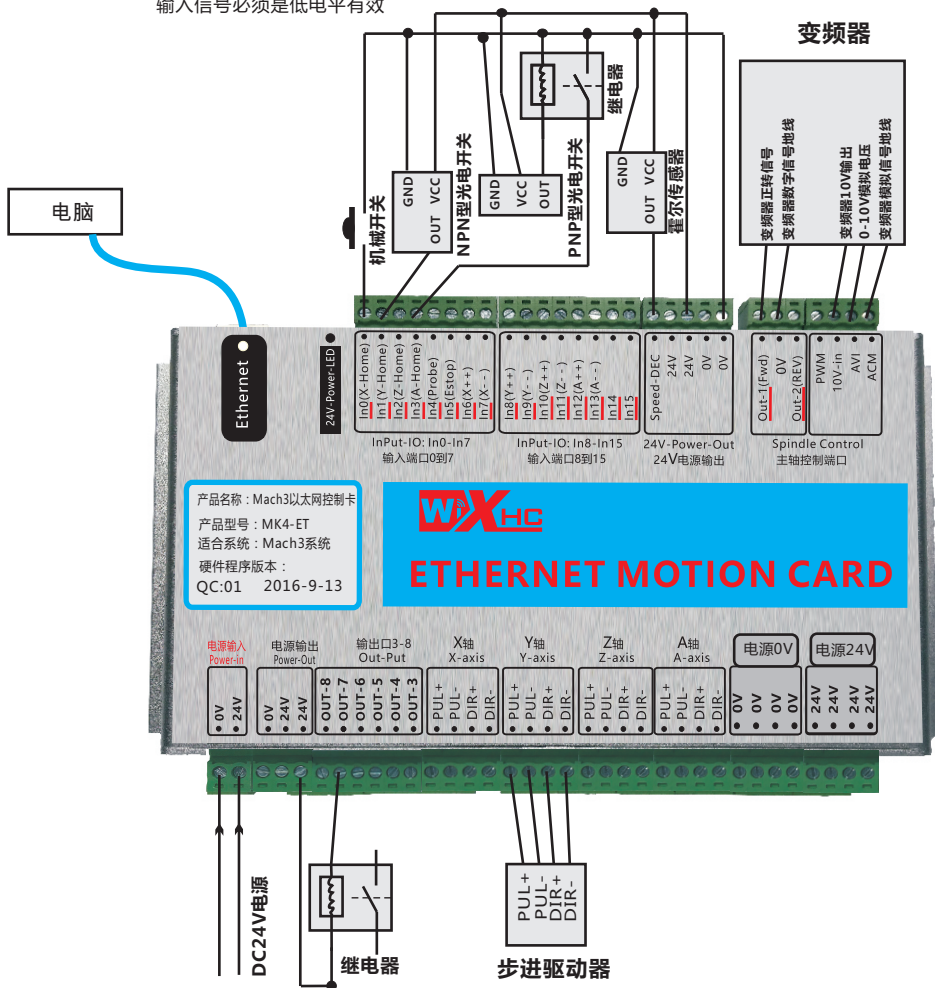 输入信号必须是低电平有效
变频器
电脑
机械开关
GND
OUT VCC
NPN型光电开关
GND
VCC
OUT
继电器
PNP型光电开关
GND
OUT VCC
霍尔传感器
变频器正转信号
变频器数字信号地线
变频器10V输出
0-10V模拟电压
变频器模拟信号地线
Ethernet
24V-Power-LED
In0(X-Home)
In1(Y-Home)
In2(Z-Home)
In3(A-Home)
In4(Probe)
In5(Estop)
In6(X++)
In7(X--)
In8(Y++)
In9(Y--)
In10(Z++)
In11(Z--)
In12(A++)
In13(A--)
In14
In15
Speed-DEC
24V
24V
0V
0V
Out-1(Fwd)
0V
Out-2(REV)
PWM
10V-in
AVI
ACM
InPut-IO: In0-In7
输入端口0到7
InPut-IO: In8-In15
输入端口8到15
24V-Power-Out
24V电源输出
Spindle Control
主轴控制端口
产品名称：Mach3以太网控制卡
产品型号：MK4-ET
适合系统：Mach3系统
硬件程序版本：
QC:01 2016-9-13
WiXHC
ETHERNET MOTION CARD
电源输入
Power-in
电源输出
Power-Out
输出口3-8
Out-Put
X轴
X-axis
Y轴
Y-axis
Z轴
Z-axis
A轴
A-axis
电源0V
电源24V
0V
24V
0V
24V
24V
OUT-8
OUT-7
OUT-6
OUT-5
OUT-4
OUT-3
PUL+
PUL-
DIR+
DIR-
PUL+
PUL-
DIR+
DIR-
PUL+
PUL-
DIR+
DIR-
PUL+
PUL-
DIR+
DIR-
0V
0V
0V
0V
24V
24V
24V
24V
DC24V电源
继电器
PUL+
PUL-
DIR+
DIR-
步进驱动器